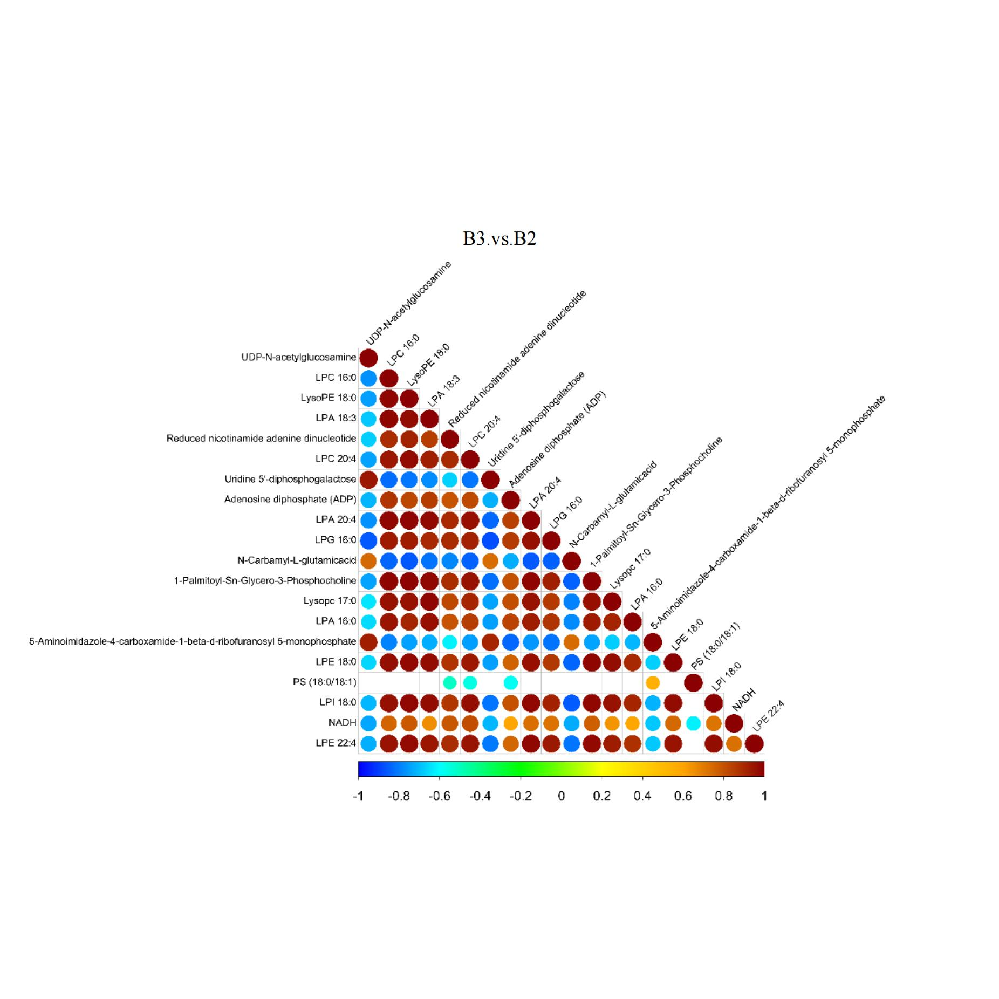 B3.vs.B2
UDP-N-acetylglucosamine
LPC 16:0
LysoPE 18:0
LPA 18:3
Reduced nicotinamide adenine dinucleotide
LPC 20:4
Uridine 5'-diphosphogalactose
Adenosine diphosphate (ADP)
LPA 20:4
LPG 16:0
N-Carbamyl-L-glutamicacid
1-Palmitoyl-Sn-Glycero-3-Phosphocholine
Lysopc 17:0
LPA 16:0
5-Aminoimidazole-4-carboxamide-1-beta-d-ribofuranosyl 5-monophosphate
LPE 18:0
PS (18:0/18:1)
LPI 18:0
NADH
LPE 22:4
UDP-N-acetylglucosamine
LPC 16:0
LysoPE 18:0
LPA 18:3
Reduced nicotinamide adenine dinucleotide
LPC 20:4
Uridine 5'-diphosphogalactose
Adenosine diphosphate (ADP)
LPA 20:4
LPG 16:0
N-Carbamyl-L-glutamicacid
1-Palmitoyl-Sn-Glycero-3-Phosphocholine
Lysopc 17:0
LPA 16:0
5-Aminoimidazole-4-carboxamide-1-beta-d-ribofuranosyl 5-monophosphate
LPE 18:0
PS (18:0/18:1)
LPI 18:0
NADH
LPE 22:4
-1 -0.8 -0.6 -0.4 -0.2 0 0.2 0.4 0.6 0.8 1